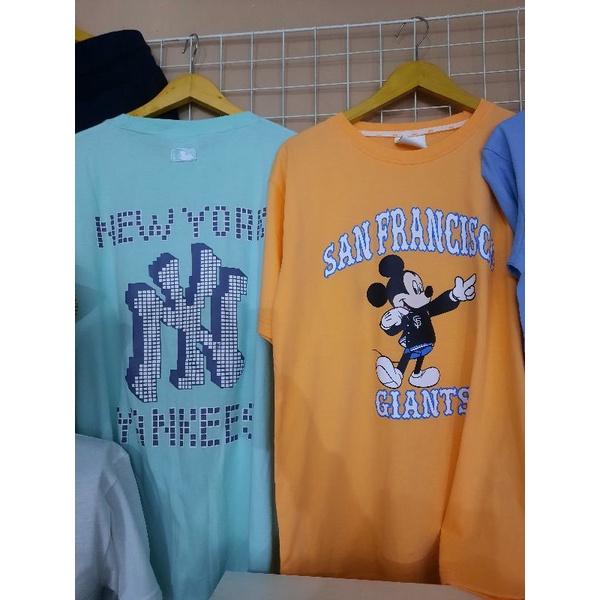 NEW YORK
NY
YANKEES
SAN FRANCISCO
SF
GIANTS